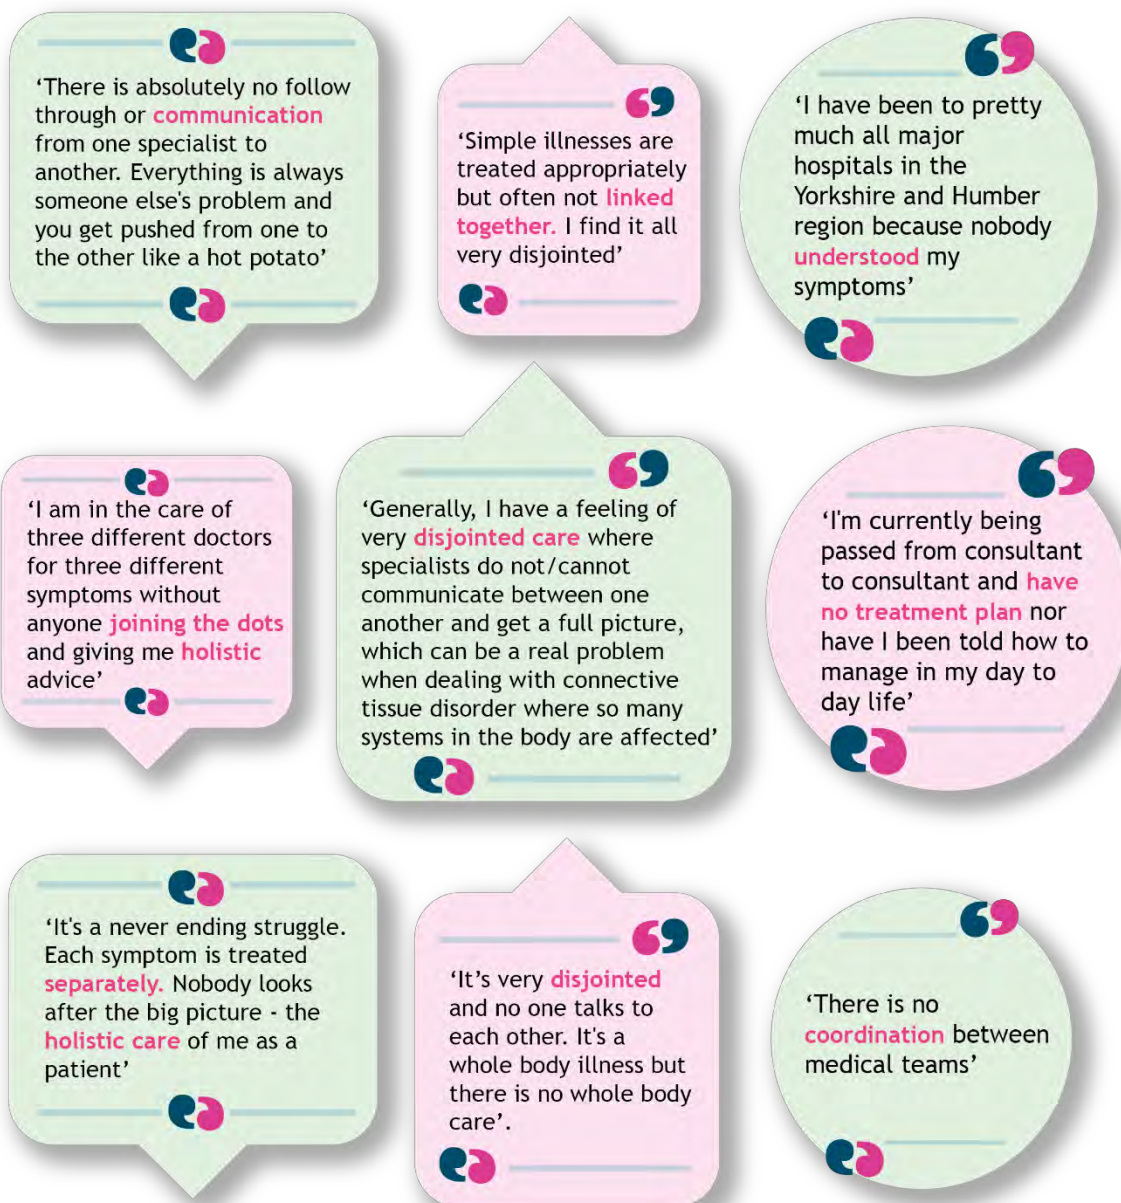 ‘There is absolutely no follow
through or communication
from one specialist to
another. Everything is always
someone else's problem and
you get pushed from one to
the other like a hot potato’
‘Simple illnesses are
treated appropriately
but often not linked
together. I find it all
very disjointed’
‘I have been to pretty
much all major
hospitals in the
Yorkshire and Humber
region because nobody
understood my
symptoms’
‘I am in the care of
three different doctors
for three different
symptoms without
anyone joining the dots
and giving me holistic
advice’
‘Generally, I have a feeling of
very disjointed care where
specialists do not/cannot
communicate between one
another and get a full picture,
which can be a real problem
when dealing with connective
tissue disorder where so many
systems in the body are affected’
‘I'm currently being
passed from consultant
to consultant and have
no treatment plan nor
have I been told how to
manage in my day to
day life’
‘It's a never ending struggle.
Each symptom is treated
separately. Nobody looks
after the big picture - the
holistic care of me as a
patient’
‘It’s very disjointed
and no one talks to
each other. It's a
whole body illness but
there is no whole body
care’.
‘There is no
coordination between
medical teams’